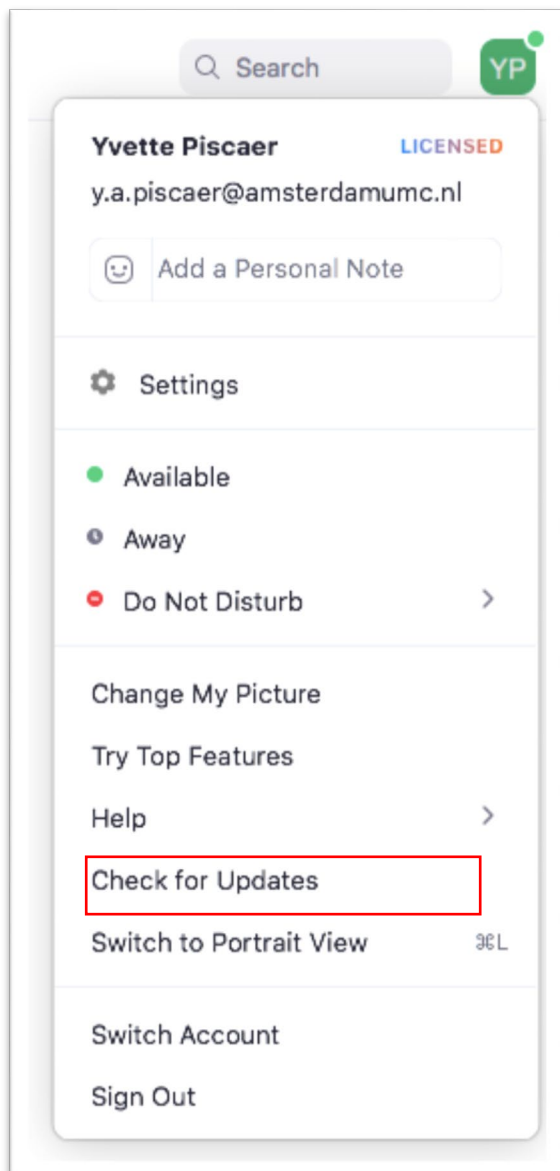 Search
YP
Yvette Piscaer LICENSED
y.a.piscaer@amsterdamumc.nl
Add a Personal Note
Settings
Available
Away
Do Not Disturb
Change My Picture
Try Top Features
Help
Check for Updates
Switch to Portrait View ⌘L
Switch Account
Sign Out